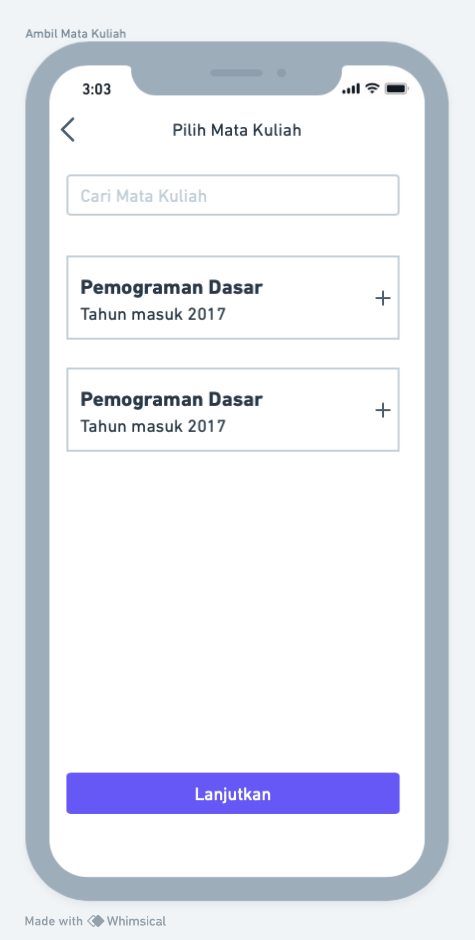 Ambil Mata Kuliah
3:03
Pilih Mata Kuliah
Cari Mata Kuliah
Pemograman Dasar
Tahun masuk 2017
Pemograman Dasar
Tahun masuk 2017
Lanjutkan
Made with Whimsical